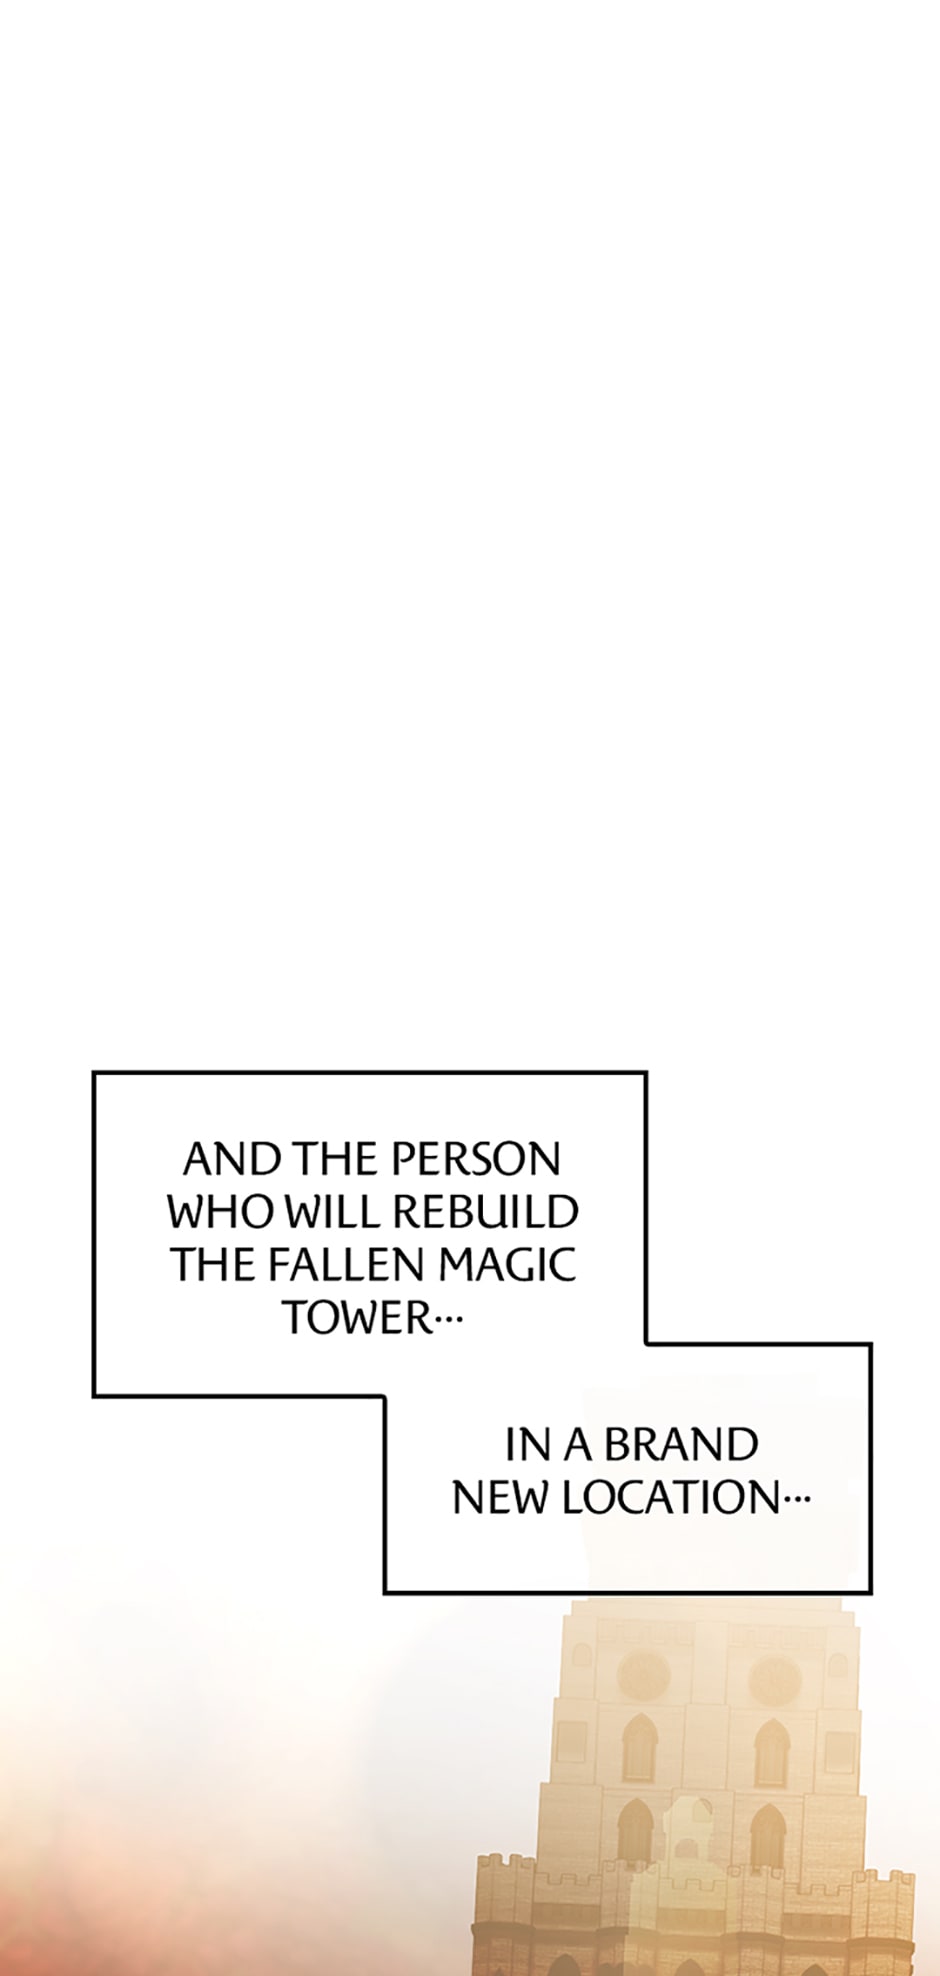 AND THE PERSON
WHO WILL REBUILD
THE FALLEN MAGIC
TOWER...
IN A BRAND
NEW LOCATION...